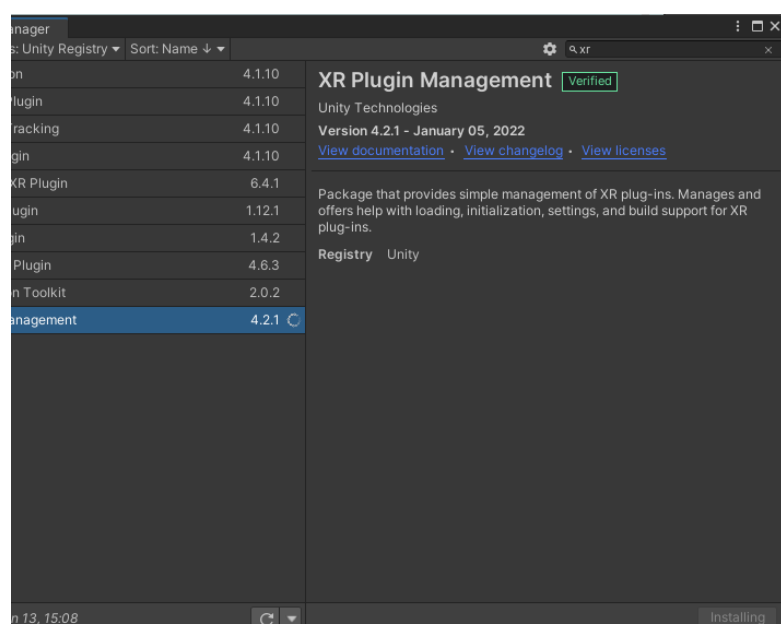 anager
s: Unity Registry Sort: Name ↓
xr
on 4.1.10
Plugin 4.1.10
Tracking 4.1.10
gin 4.1.10
XR Plugin 6.4.1
ugin 1.12.1
gin 1.4.2
Plugin 4.6.3
n Toolkit 2.0.2
anagement 4.2.1
XR Plugin Management Verified
Unity Technologies
Version 4.2.1 - January 05, 2022
View documentation • View changelog • View licenses
Package that provides simple management of XR plug-ins. Manages and
offers help with loading, initialization, settings, and build support for XR
plug-ins.
Registry Unity
n 13, 15:08
Installing